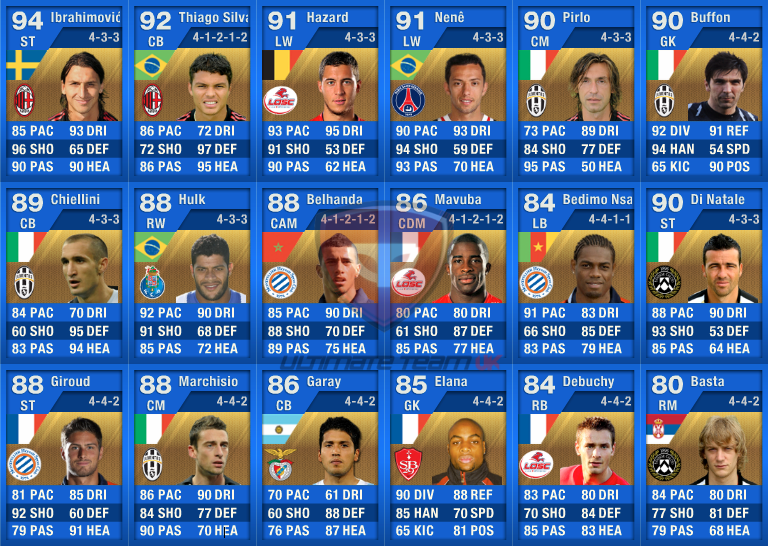 94 Ibrahimović
ST 4-3-3
85 PAC 93 DRI
96 SHO 65 DEF
90 PAS 90 HEA
92 Thiago Silva
CB 4-1-2-1-2
86 PAC 72 DRI
72 SHO 97 DEF
86 PAS 95 HEA
91 Hazard
LW 4-3-3
LOSC
93 PAC 95 DRI
91 SHO 53 DEF
90 PAS 62 HEA
91 Nenê
LW 4-3-3
90 PAC 93 DRI
94 SHO 59 DEF
93 PAS 70 HEA
90 Pirlo
CM 4-3-3
73 PAC 89 DRI
84 SHO 77 DEF
95 PAS 50 HEA
90 Buffon
GK 4-3-3
92 DIV 91 REF
94 HAN 54 SPD
65 KIC 90 POS
89 Chiellini
CB 4-3-3
84 PAC 70 DRI
60 SHO 95 DEF
83 PAS 94 HEA
88 Hulk
RW 4-3-3
92 PAC 90 DRI
91 SHO 68 DEF
85 PAS 72 HEA
88 Belhanda
CAM 4-1-2-1-2
85 PAC 90 DRI
88 SHO 70 DEF
89 PAS 75 HEA
86 Mavuba
CDM 4-1-2-1-2
LOSC
80 PAC 80 DRI
61 SHO 87 DEF
85 PAS 77 HEA
84 Bedimo Nsa
LB 4-4-1-1
91 PAC 83 DRI
66 SHO 85 DEF
83 PAS 79 HEA
90 Di Natale
ST 4-3-3
88 PAC 90 DRI
93 SHO 53 DEF
85 PAS 64 HEA
ULTIMATE TEAM UK
88 Giroud
ST 4-4-2
81 PAC 85 DRI
92 SHO 60 DEF
79 PAS 91 HEA
88 Marchisio
CM 4-4-2
86 PAC 90 DRI
84 SHO 77 DEF
90 PAS 70 HEA
86 Garay
CB 4-4-2
70 PAC 61 DRI
60 SHO 88 DEF
76 PAS 87 HEA
85 Elana
GK 4-4-2
90 DIV 88 REF
85 HAN 70 SPD
65 KIC 81 POS
84 Debuchy
RB 4-4-2
LOSC
83 PAC 80 DRI
70 SHO 84 DEF
85 PAS 83 HEA
80 Basta
RM 4-4-2
84 PAC 80 DRI
77 SHO 81 DEF
79 PAS 68 HEA